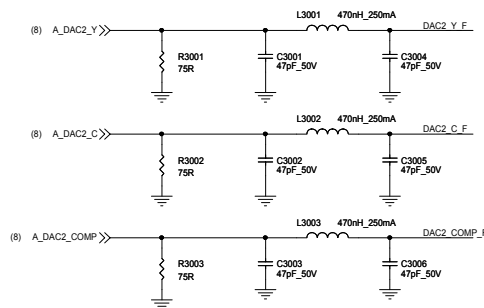 L3001 470nH_250mA
(8) A_DAC2_Y DAC2_Y_F
R3001 C3001 C3004
75R 47pF_50V 47pF_50V
L3002 470nH_250mA
(8) A_DAC2_C DAC2_C_F
R3002 C3002 C3005
75R 47pF_50V 47pF_50V
L3003 470nH_250mA
(8) A_DAC2_COMP DAC2_COMP_F
R3003 C3003 C3006
75R 47pF_50V 47pF_50V